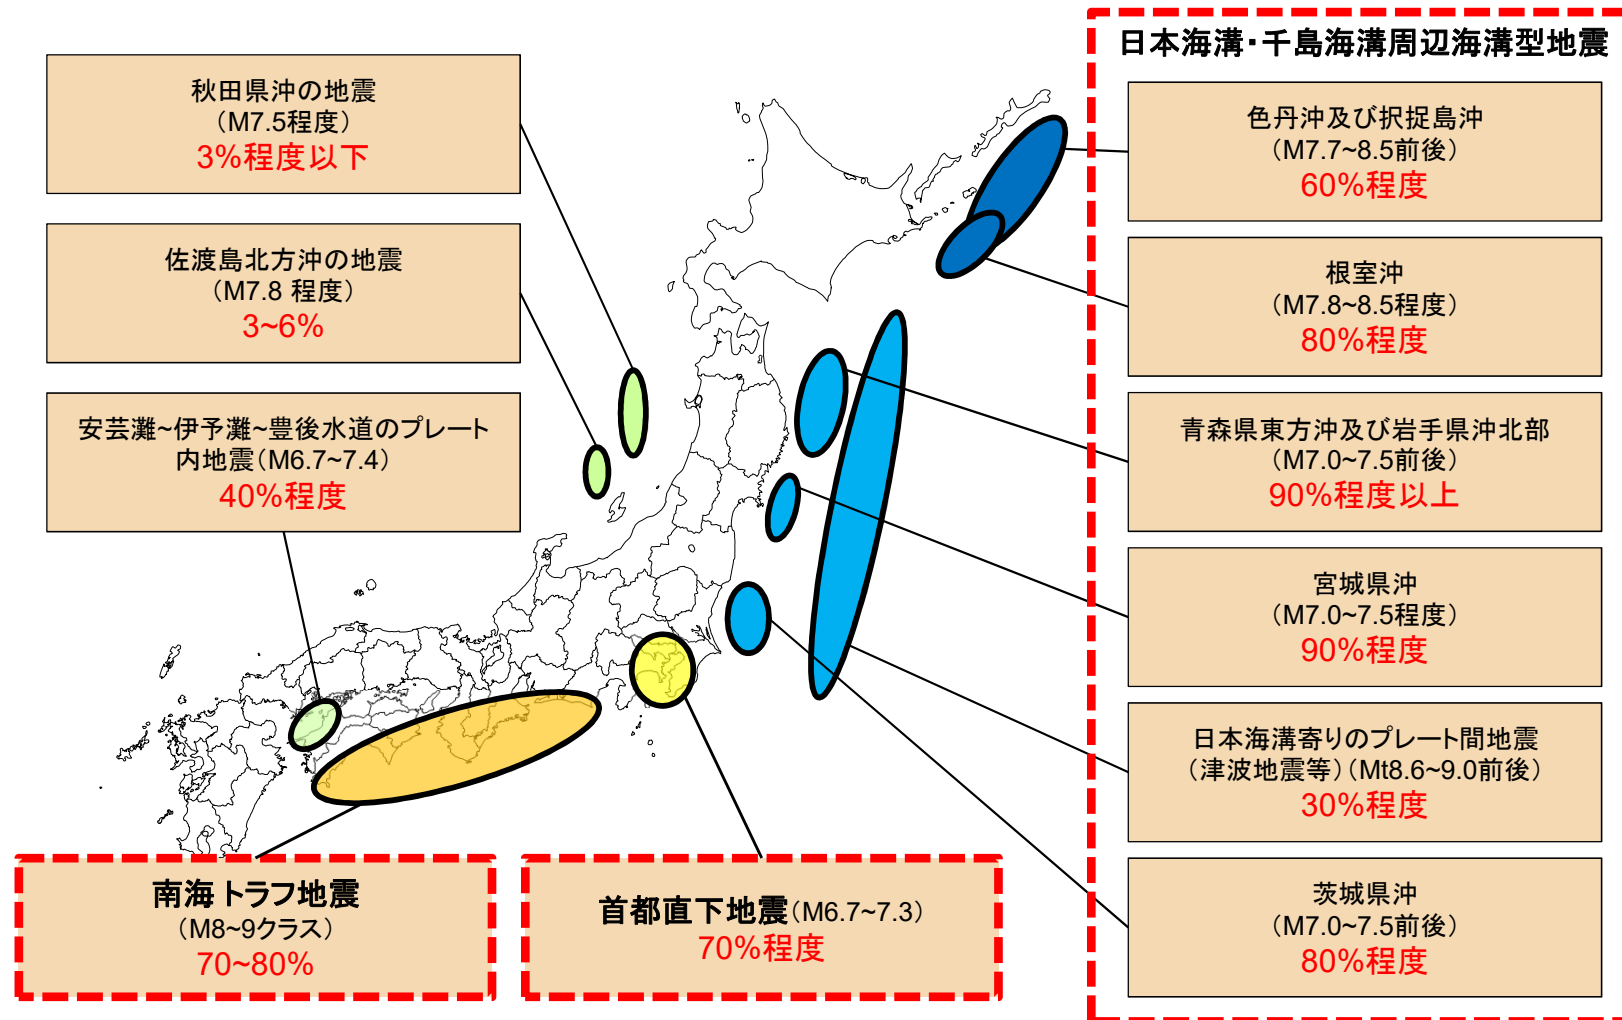 秋田県沖の地震
（M7.5程度）
3%程度以下
佐渡島北方沖の地震
（M7.8 程度）
3~6%
安芸灘~伊予灘~豊後水道のプレート
内地震（M6.7~7.4）
40%程度
南海トラフ地震
（M8~9クラス）
70~80%
首都直下地震（M6.7~7.3）
70%程度
日本海溝・千島海溝周辺海溝型地震
色丹沖及び択捉島沖
（M7.7~8.5前後）
60%程度
根室沖
（M7.8~8.5程度）
80%程度
青森県東方沖及び岩手県沖北部
（M7.0~7.5前後）
90%程度以上
宮城県沖
（M7.0~7.5程度）
90%程度
日本海溝寄りのプレート間地震
（津波地震等）（Mt8.6~9.0前後）
30%程度
茨城県沖
（M7.0~7.5前後）
80%程度